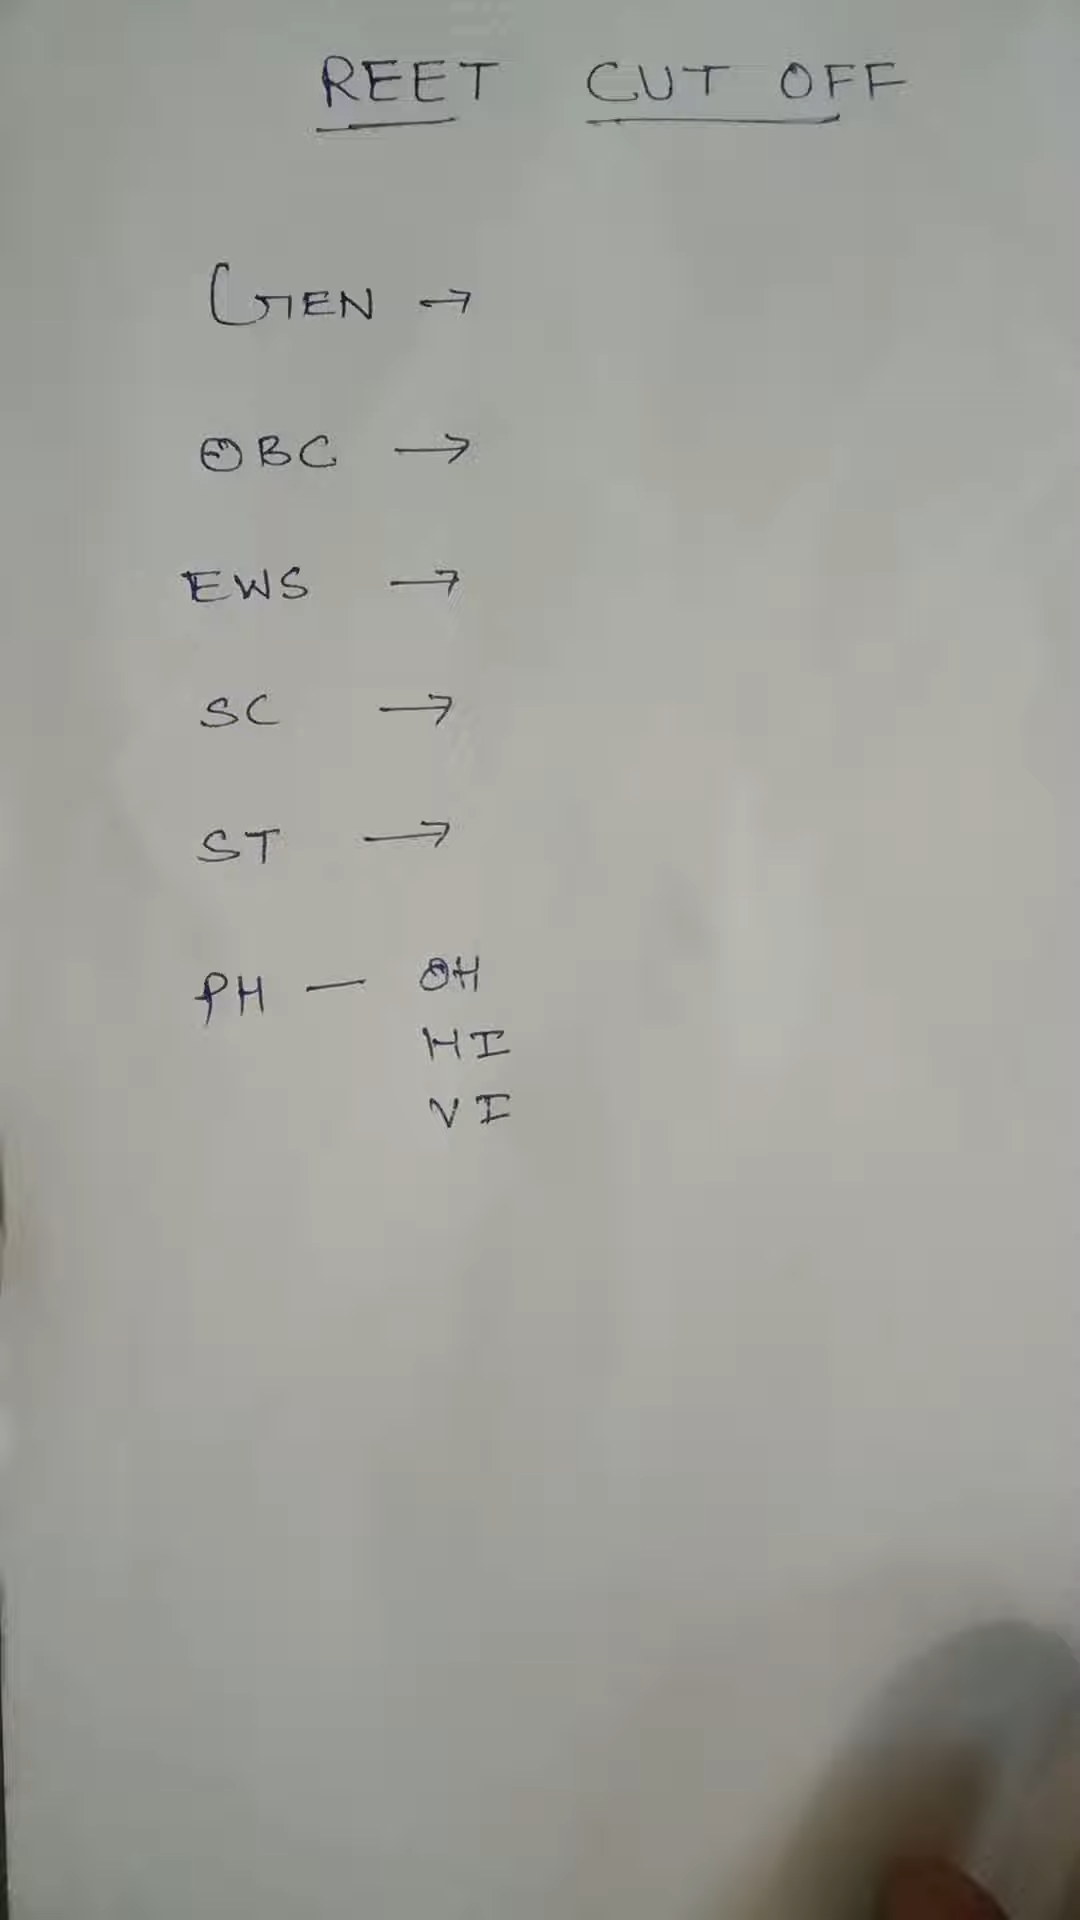 REET CUT OFF
GEN →
OBC →
EWS →
SC →
ST →
PH — OH
HI
VI